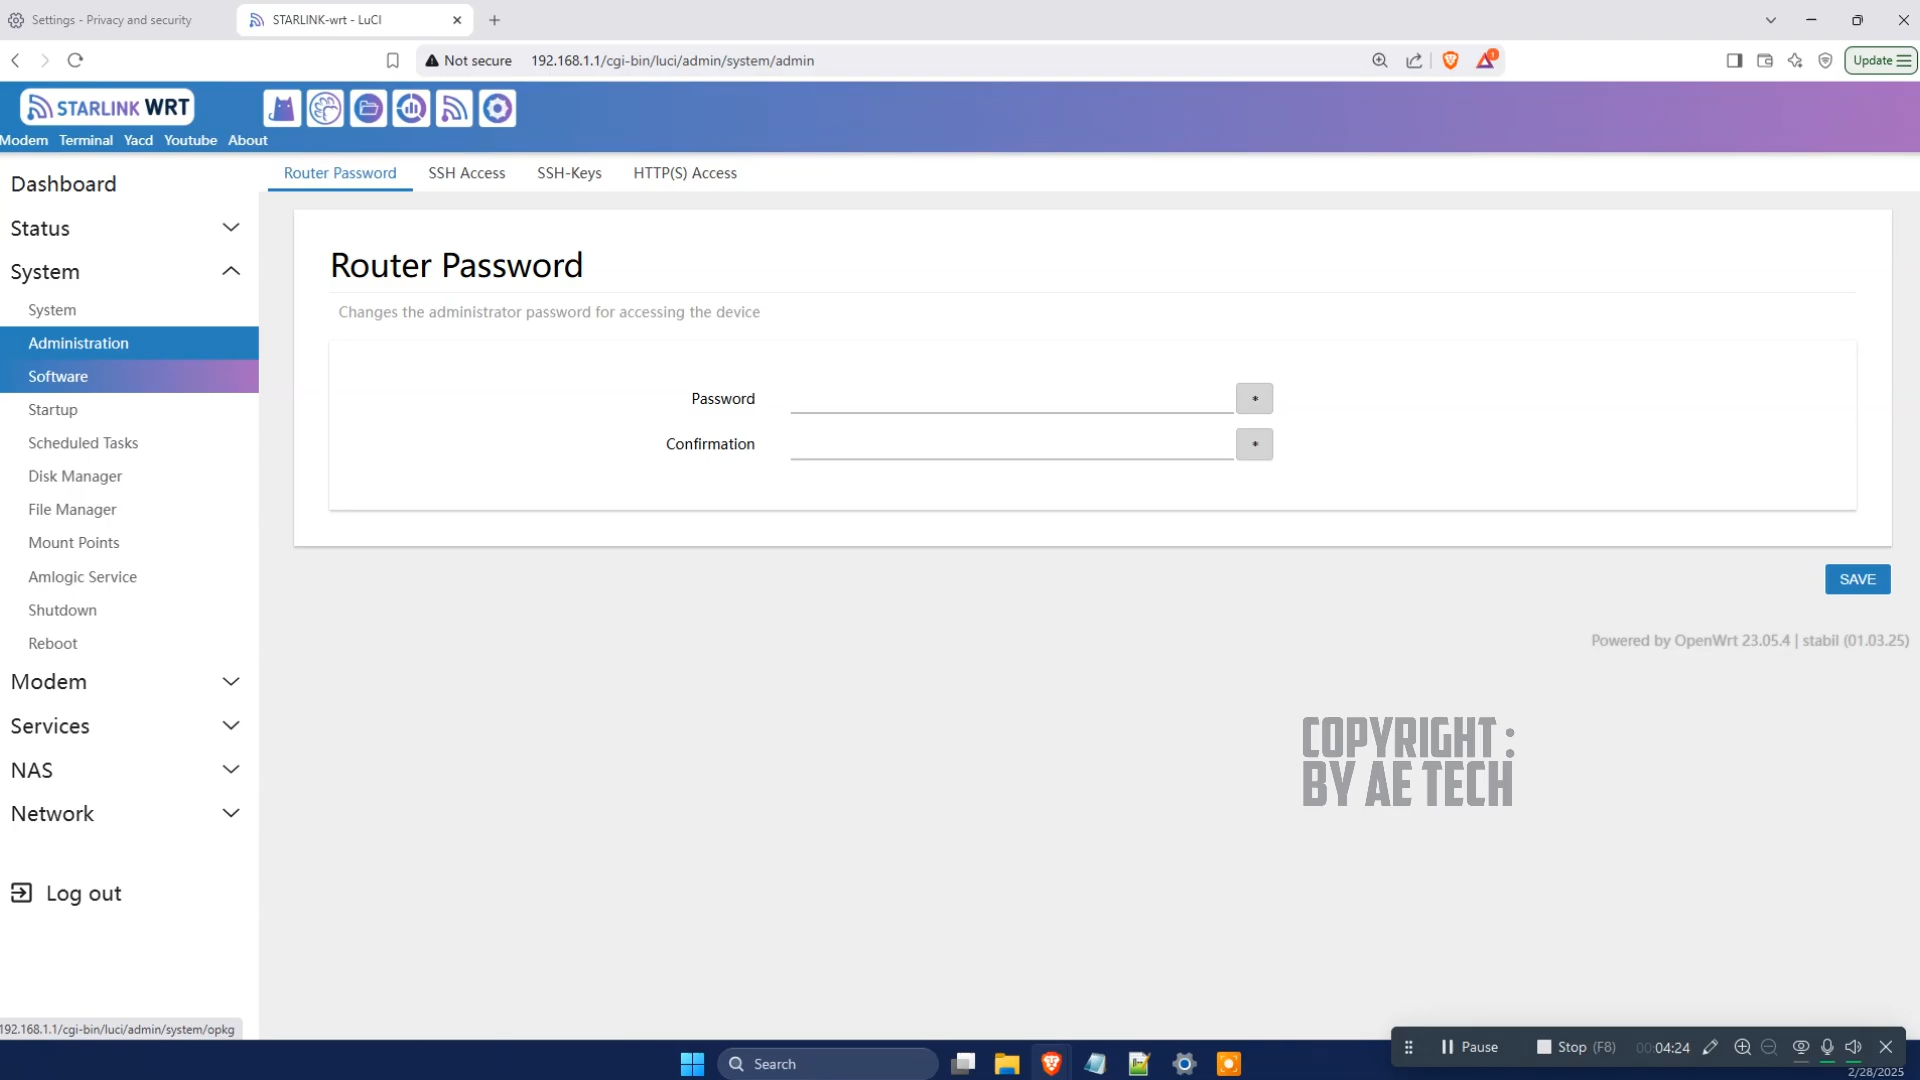 Settings - Privacy and security
STARLINK-wrt - LuCI
Not secure 192.168.1.1/cgi-bin/luci/admin/system/admin
1
Update
STARLINK WRT
Modem Terminal Yacd Youtube About
Router Password SSH Access SSH-Keys HTTP(S) Access
Dashboard
Status
System
System
Administration
Software
Startup
Scheduled Tasks
Disk Manager
File Manager
Mount Points
Amlogic Service
Shutdown
Reboot
Modem
Services
NAS
Network
Log out
Router Password
Changes the administrator password for accessing the device
Password *
Confirmation *
SAVE
Powered by OpenWrt 23.05.4 | stabil (01.03.25)
COPYRIGHT :
BY AE TECH
192.168.1.1/cgi-bin/luci/admin/system/opkg
Search
Pause Stop (F8) 00:04:24
2/28/2025